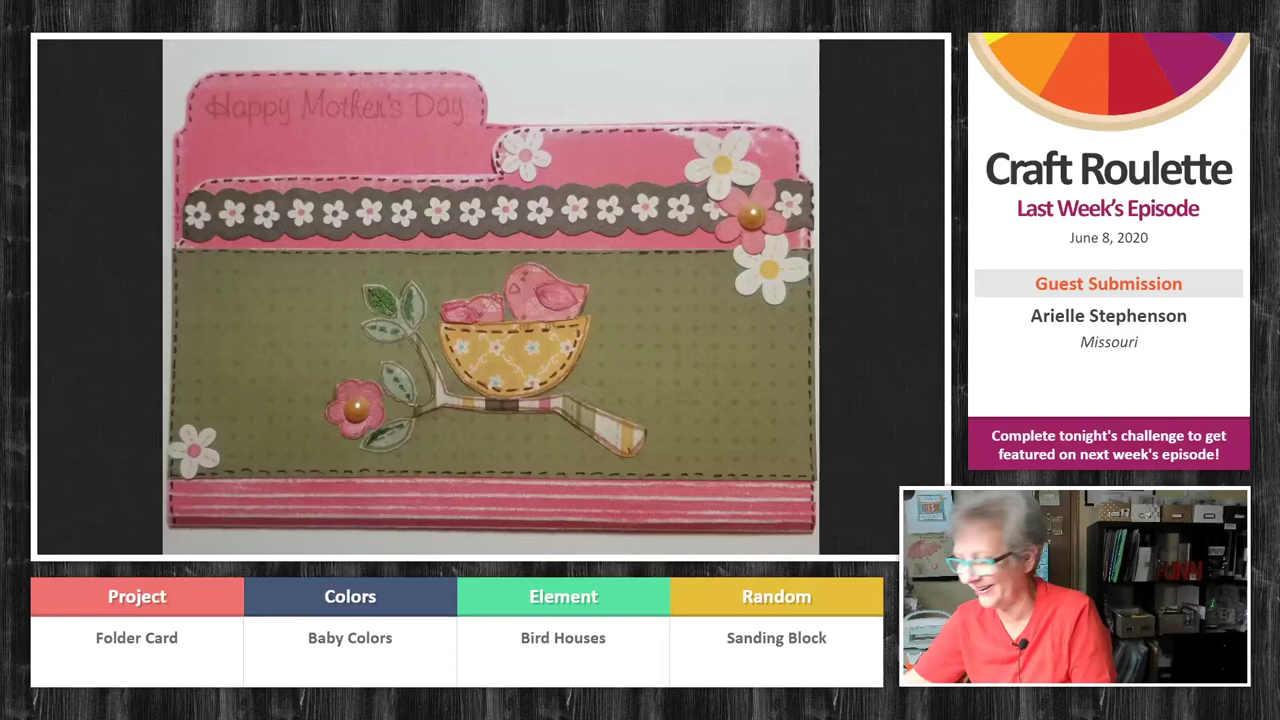 Happy Mother's Day
Craft Roulette
Last Week's Episode
June 8, 2020
Guest Submission
Arielle Stephenson
Missouri
Complete tonight's challenge to get
featured on next week's episode!
Project
Colors
Element
Random
Folder Card
Baby Colors
Bird Houses
Sanding Block